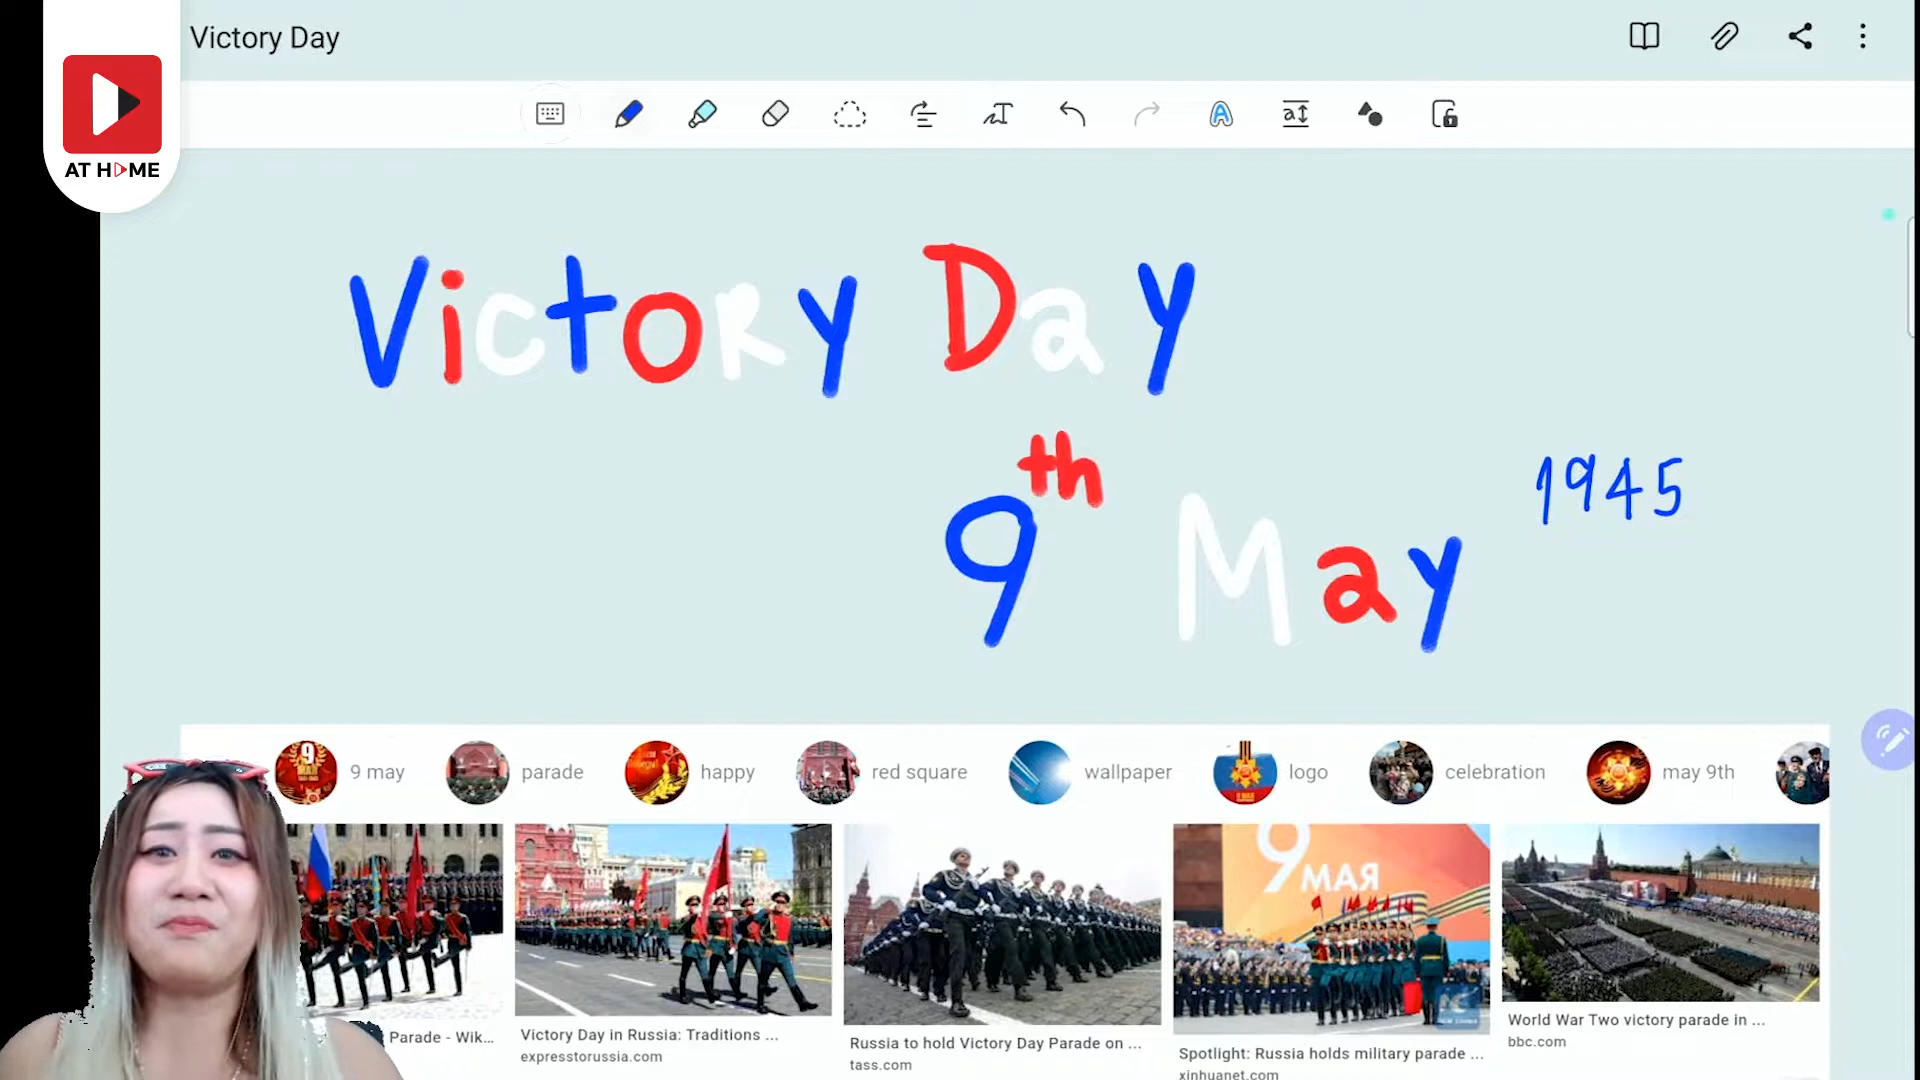 Victory Day
AT HOME
Victory Day
9th May 1945
9 may parade happy red square wallpaper logo celebration may 9th
9 МАЯ
Parade - Wik...
Victory Day in Russia: Traditions ...
expresstorussia.com
Russia to hold Victory Day Parade on ...
tass.com
Spotlight: Russia holds military parade ...
xinhuanet.com
World War Two victory parade in ...
bbc.com